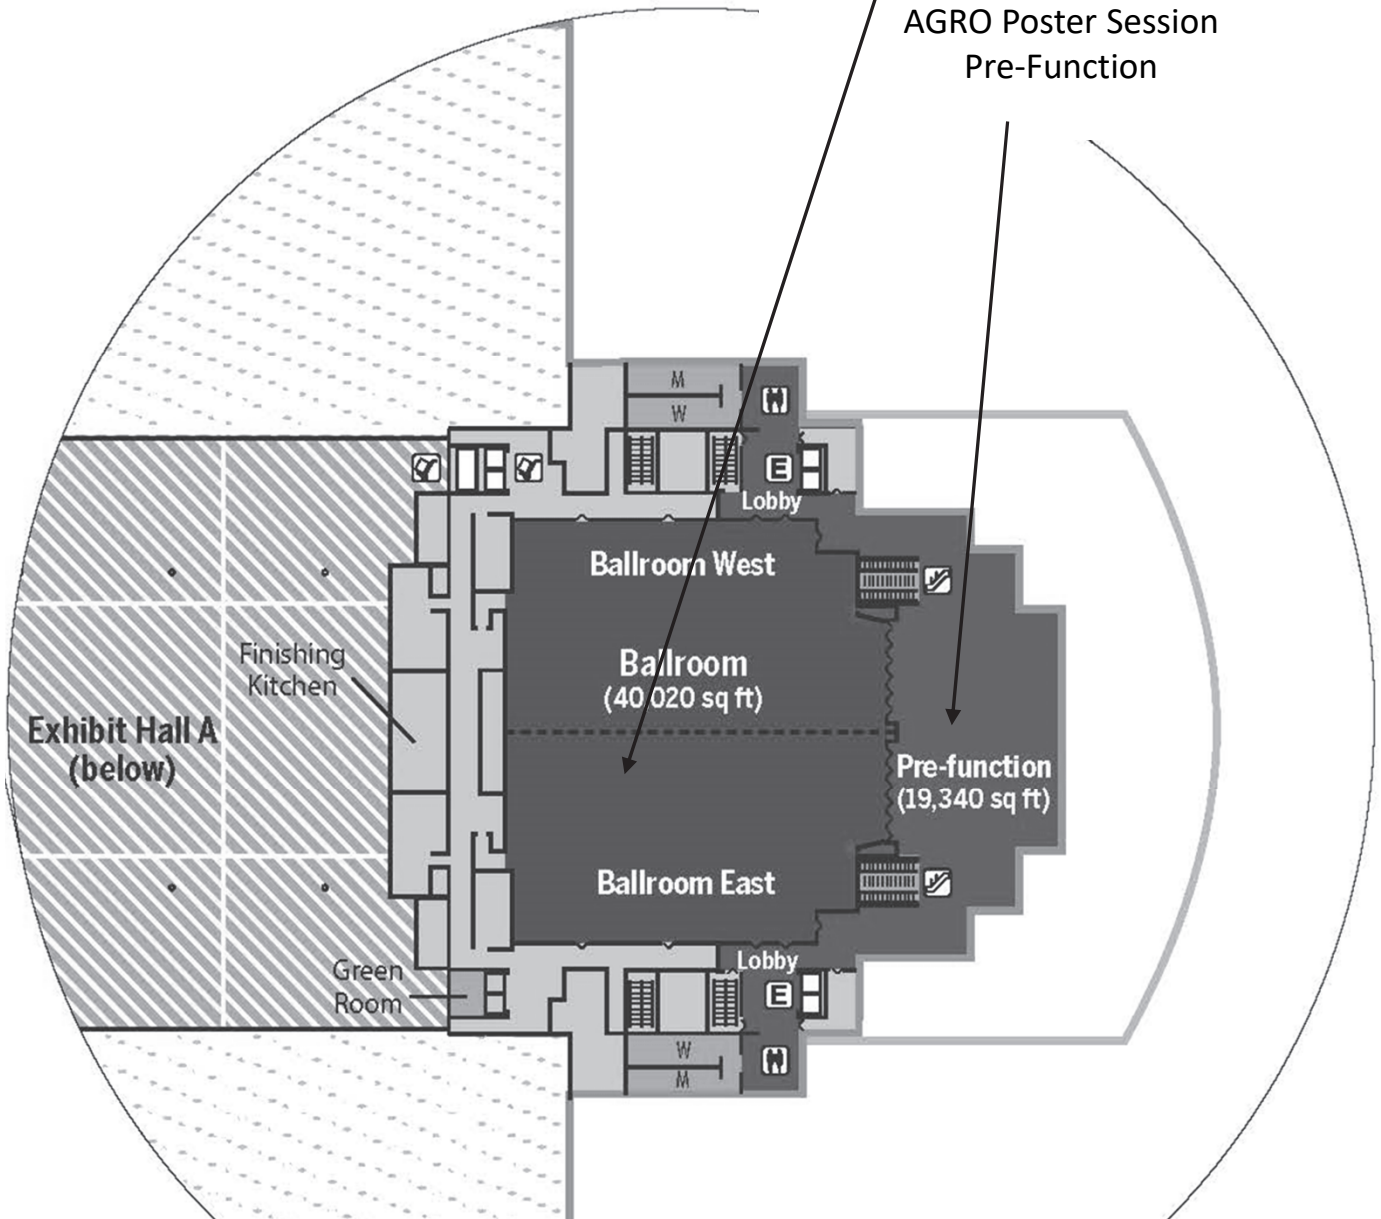 AGRO Poster Session
Pre-Function
M
W
E
Lobby
Ballroom West
Finishing
Kitchen
Ballroom
(40,020 sq ft)
Exhibit Hall A
(below)
Pre-function
(19,340 sq ft)
Ballroom East
Lobby
Green
Room
E
W
M